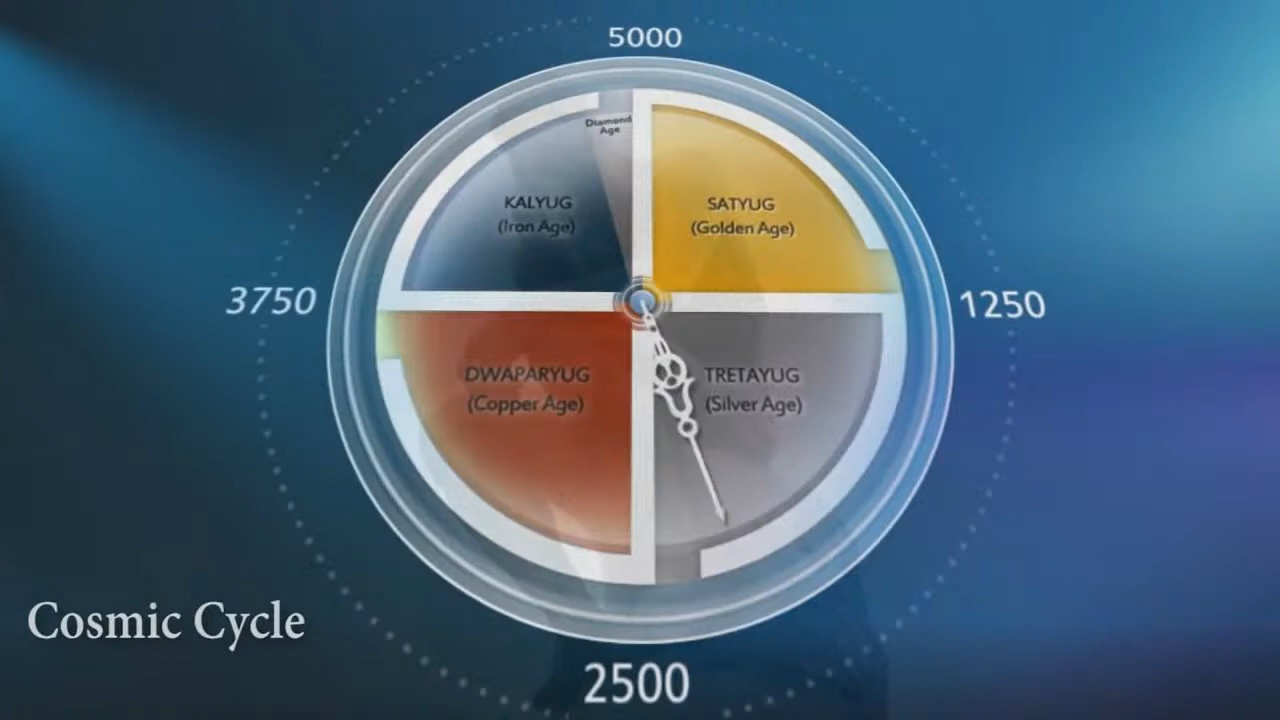 5000
Diamond
Age
KALYUG
(Iron Age)
SATYUG
(Golden Age)
3750
1250
DWAPARYUG
(Copper Age)
TRETAYUG
(Silver Age)
Cosmic Cycle
2500